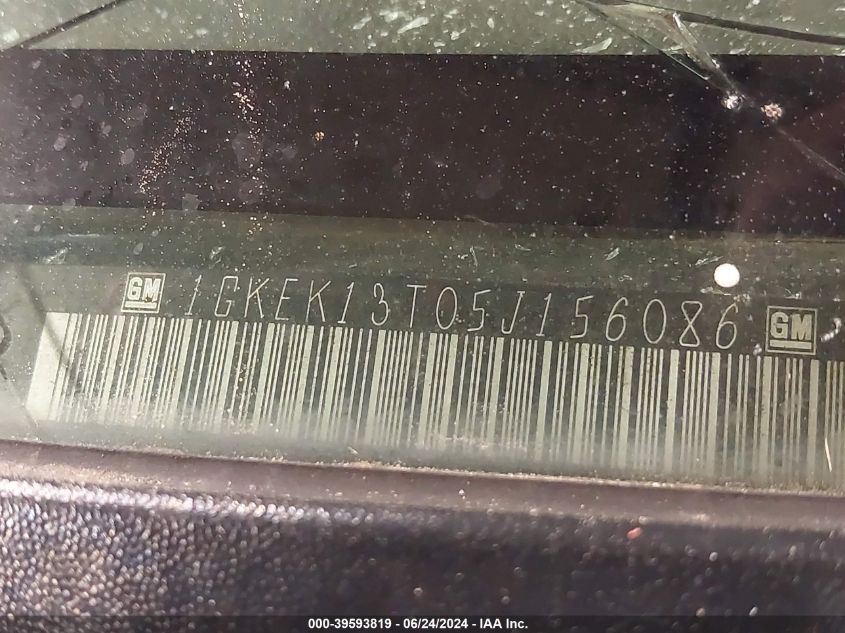 GM 1GKEK13T05J156086 GM
000-39593819 - 06/24/2024 - IAA Inc.